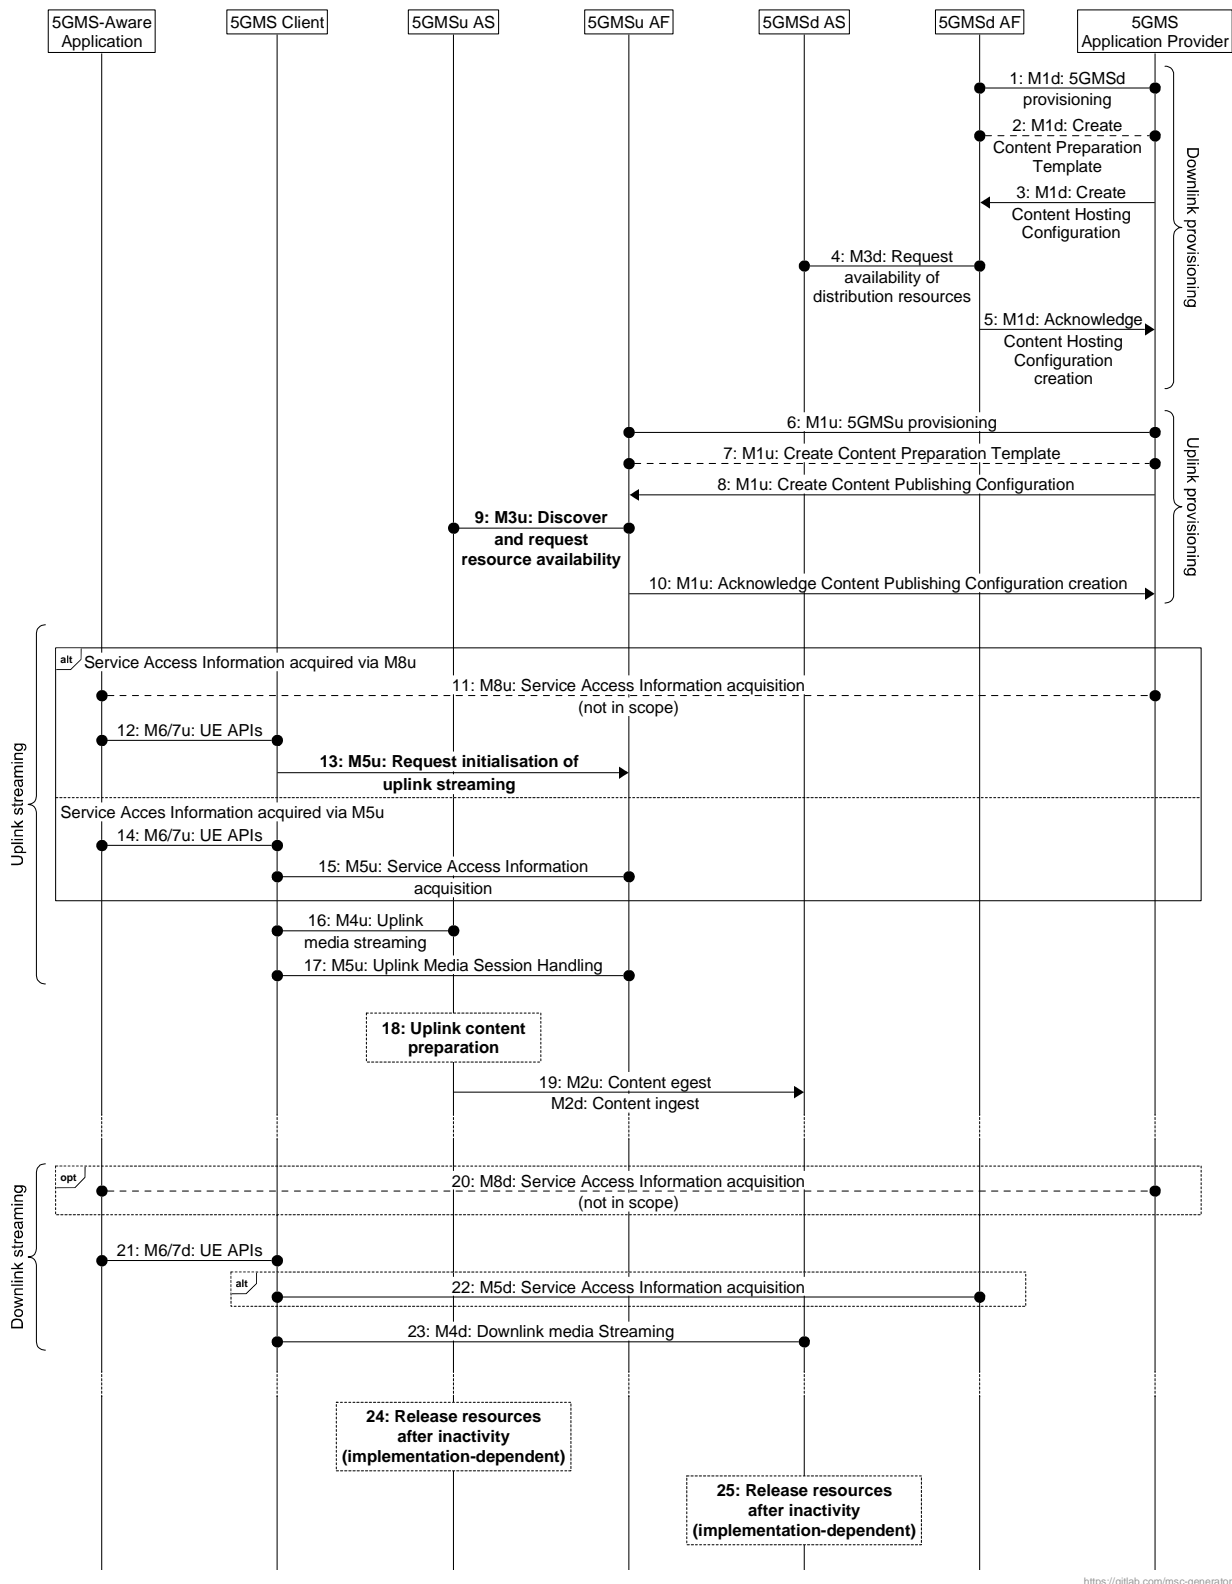 5GMS-Aware
Application
5GMS Client
5GMSu AS
5GMSu AF
5GMSd AS
5GMSd AF
5GMS
Application Provider
1: M1d: 5GMSd
provisioning
2: M1d: Create
Content Preparation
Template
3: M1d: Create
Content Hosting
Configuration
4: M3d: Request
availability of
distribution resources
5: M1d: Acknowledge
Content Hosting
Configuration
creation
Downlink provisioning
6: M1u: 5GMSu provisioning
7: M1u: Create Content Preparation Template
8: M1u: Create Content Publishing Configuration
9: M3u: Discover
and request
resource availability
10: M1u: Acknowledge Content Publishing Configuration creation
Uplink provisioning
Uplink streaming
alt
Service Access Information acquired via M8u
11: M8u: Service Access Information acquisition
(not in scope)
12: M6/7u: UE APIs
13: M5u: Request initialisation of
uplink streaming
Service Acces Information acquired via M5u
14: M6/7u: UE APIs
15: M5u: Service Access Information
acquisition
16: M4u: Uplink
media streaming
17: M5u: Uplink Media Session Handling
18: Uplink content
preparation
19: M2u: Content egest
M2d: Content ingest
Downlink streaming
opt
20: M8d: Service Access Information acquisition
(not in scope)
21: M6/7d: UE APIs
alt
22: M5d: Service Access Information acquisition
23: M4d: Downlink media Streaming
24: Release resources
after inactivity
(implementation-dependent)
25: Release resources
after inactivity
(implementation-dependent)
https://gitlab.com/msc-generator